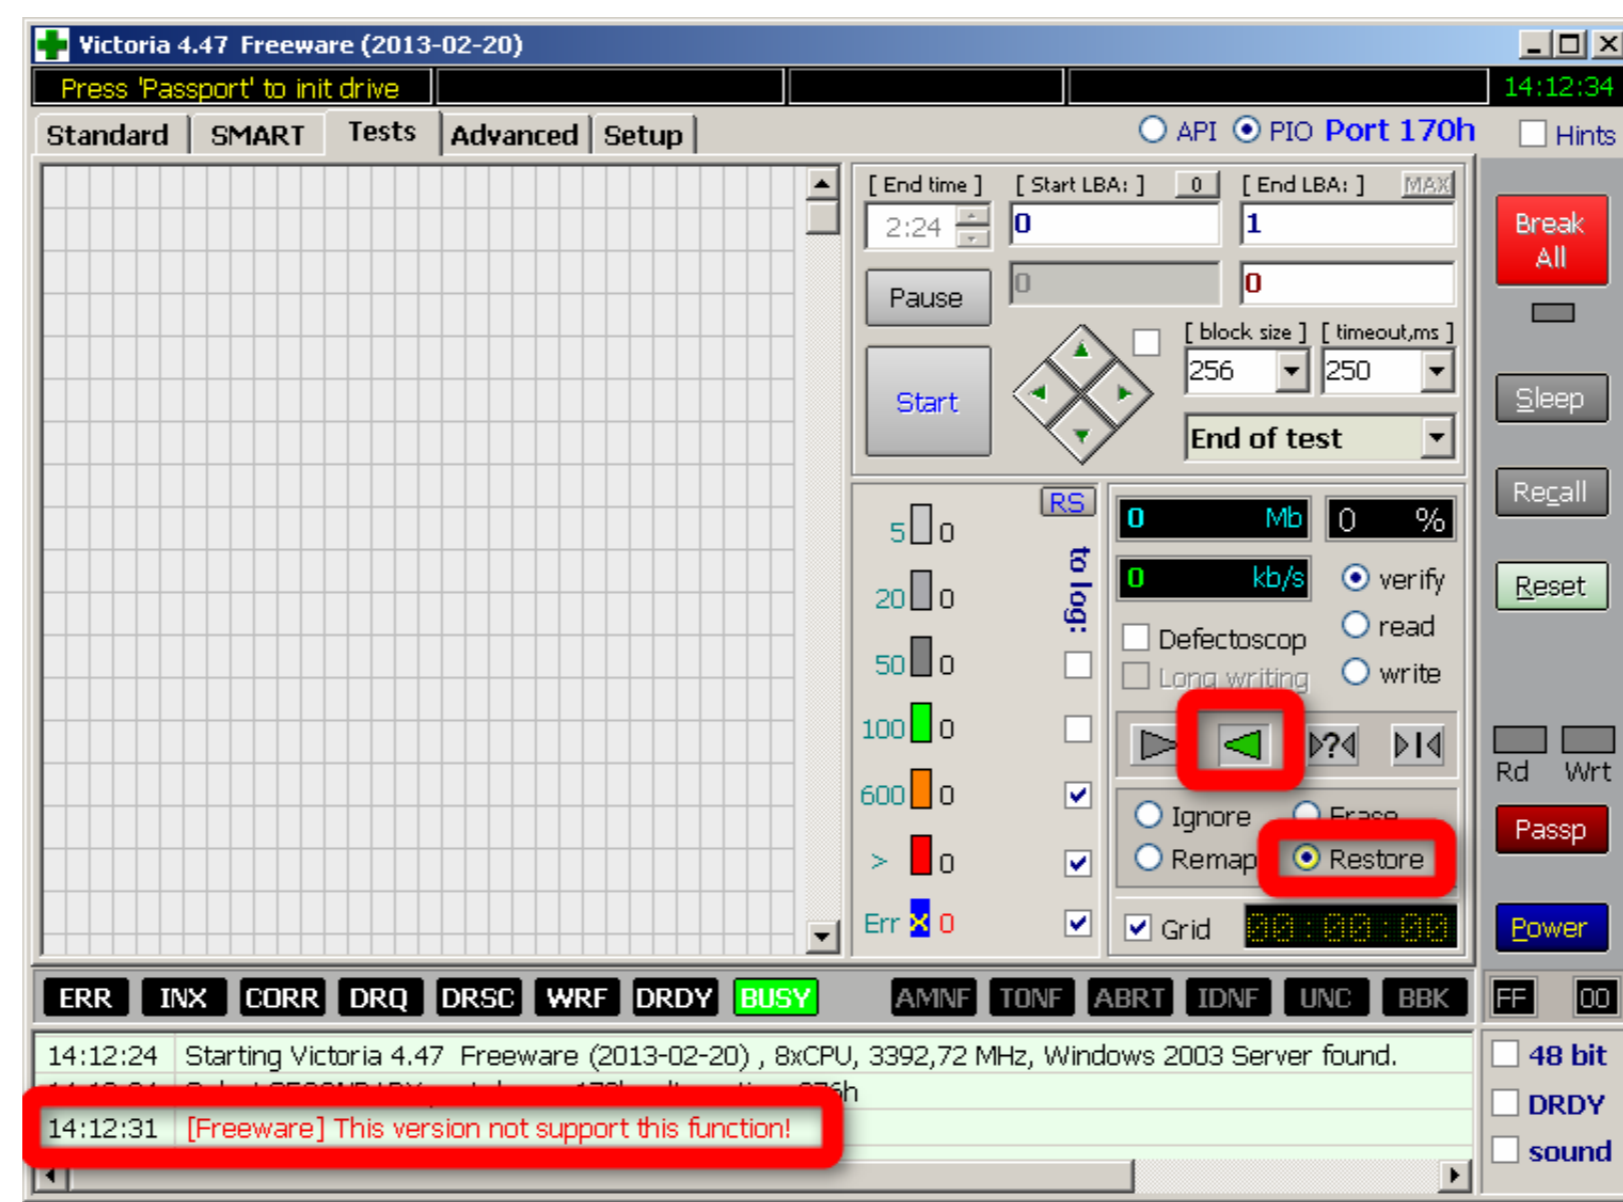 Victoria 4.47 Freeware (2013-02-20)
Press 'Passport' to init drive
14:12:34
Standard SMART Tests Advanced Setup
API PIO Port 170h Hints
[ End time ] [ Start LBA: ] 0 [ End LBA: ] MAX
2:24 0 1
Pause 0 0
Break All
[ block size ] [ timeout,ms ]
256 250
Start
End of test
Sleep
Recall
Reset
RS
to log:
5 0
20 0
50 0
100 0
600 0
> 0
Err x 0
0 Mb 0 %
0 kb/s
verify
read
write
Defectoscop
Long writing
?
Ignore Erase
Remap Restore
Grid 00:00:00
Rd Wrt
Passp
Power
ERR INX CORR DRQ DRSC WRF DRDY BUSY AMNF TONF ABRT IDNF UNC BBK FF 00
14:12:24 Starting Victoria 4.47 Freeware (2013-02-20) , 8xCPU, 3392,72 MHz, Windows 2003 Server found.
14:12:31 [Freeware] This version not support this function!
48 bit
DRDY
sound